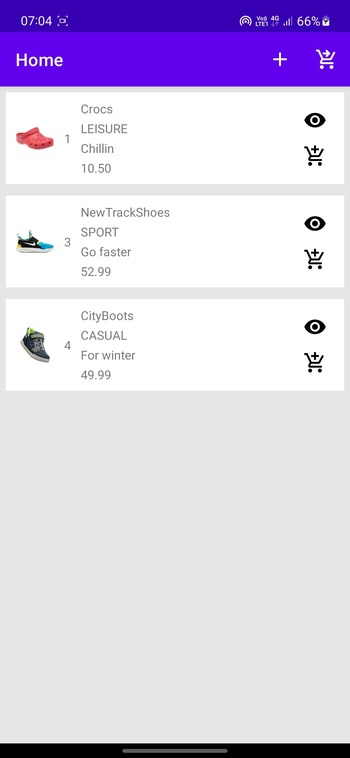 07:04
Vo)) 4G
LTE1
66%
Home
Crocs
1
LEISURE
Chillin
10.50
NewTrackShoes
3
SPORT
Go faster
52.99
CityBoots
4
CASUAL
For winter
49.99